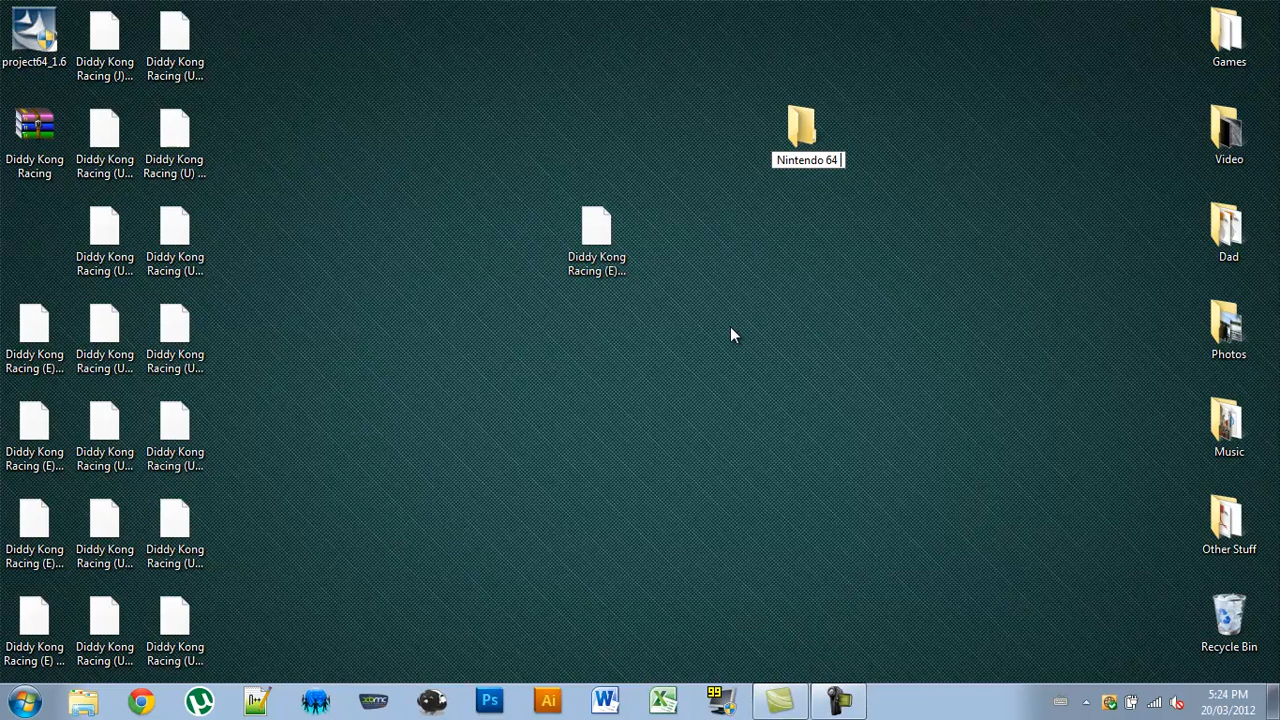 project64_1.6
Diddy Kong
Racing (J)...
Diddy Kong
Racing (U...
Games
Diddy Kong
Racing
Diddy Kong
Racing (U...
Diddy Kong
Racing (U) ...
Nintendo 64
Video
Diddy Kong
Racing (U...
Diddy Kong
Racing (U...
Diddy Kong
Racing (E)...
Dad
Diddy Kong
Racing (E)...
Diddy Kong
Racing (U...
Diddy Kong
Racing (U...
Photos
Diddy Kong
Racing (E)...
Diddy Kong
Racing (U...
Diddy Kong
Racing (U...
Music
Diddy Kong
Racing (E)...
Diddy Kong
Racing (U...
Diddy Kong
Racing (U...
Other Stuff
Diddy Kong
Racing (E) ...
Diddy Kong
Racing (U...
Diddy Kong
Racing (U...
Recycle Bin
xbmc
Ps
Ai
99
5:24 PM
20/03/2012